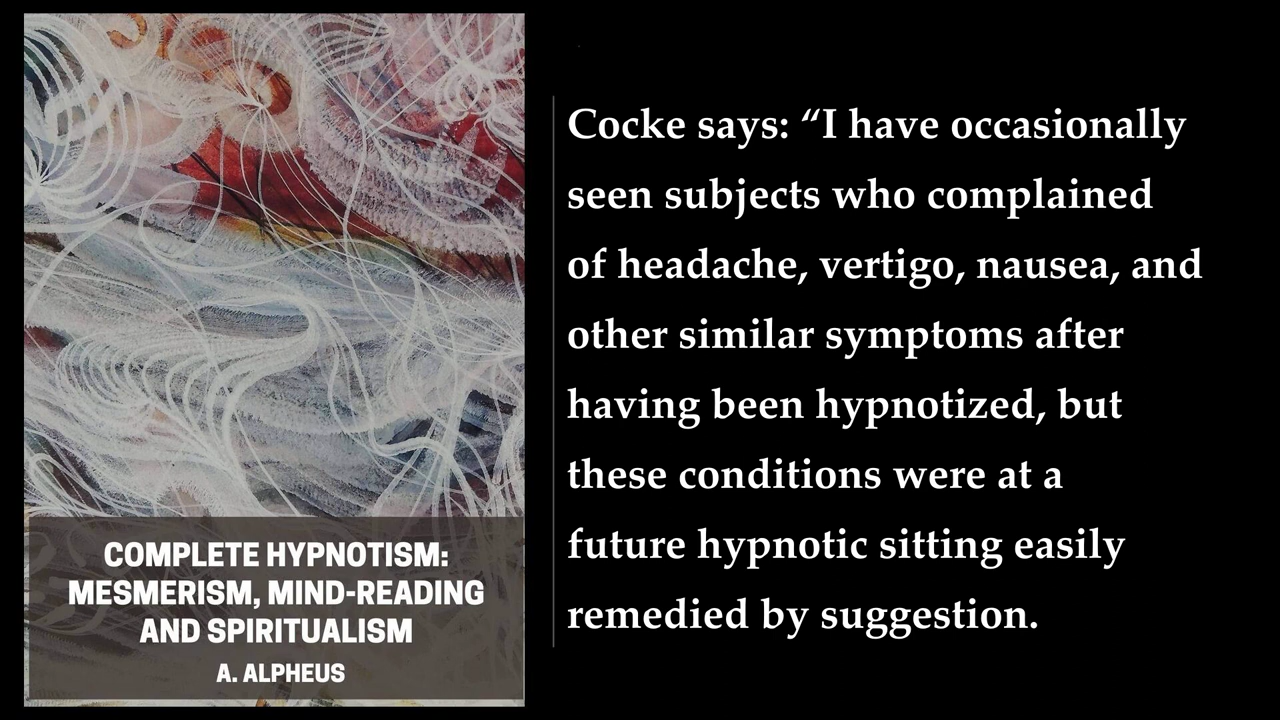 COMPLETE HYPNOTISM:
MESMERISM, MIND-READING
AND SPIRITUALISM
A. ALPHEUS
Cocke says: “I have occasionally
seen subjects who complained
of headache, vertigo, nausea, and
other similar symptoms after
having been hypnotized, but
these conditions were at a
future hypnotic sitting easily
remedied by suggestion.